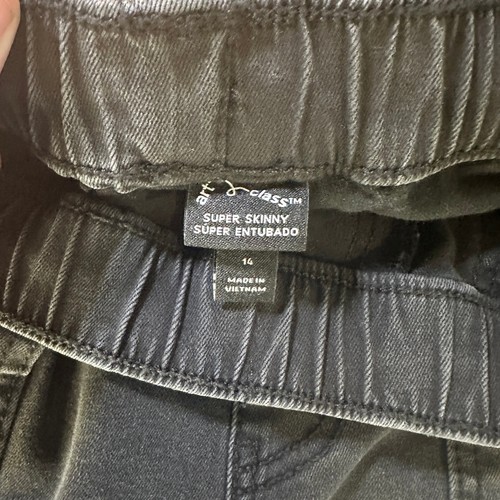 art class™
SUPER SKINNY
SÚPER ENTUBADO
14
MADE IN
VIETNAM